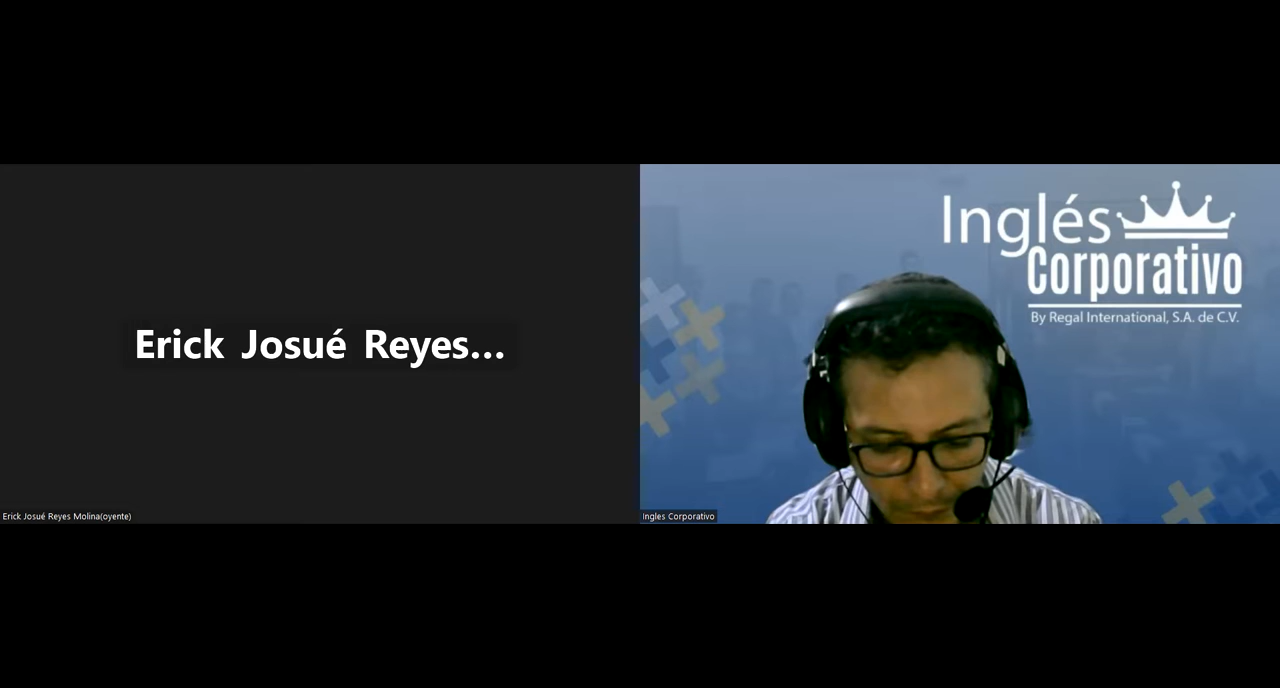 Erick Josué Reyes...
Erick Josué Reyes Molina(oyente)
Inglés
Corporativo
By Regal International, S.A. de C.V.
Ingles Corporativo